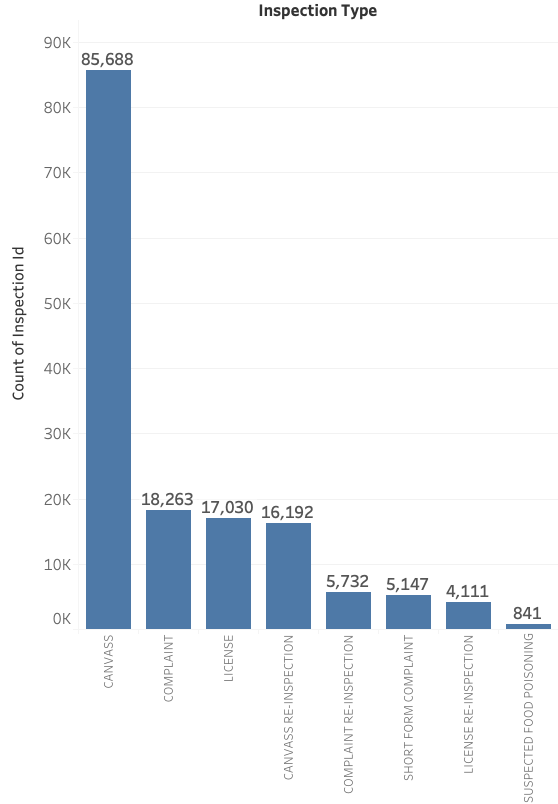 Inspection Type
Count of Inspection Id
90K
80K
70K
60K
50K
40K
30K
20K
10K
0K
85,688
18,263
17,030
16,192
5,732
5,147
4,111
841
CANVASS
COMPLAINT
LICENSE
CANVASS RE-INSPECTION
COMPLAINT RE-INSPECTION
SHORT FORM COMPLAINT
LICENSE RE-INSPECTION
SUSPECTED FOOD POISONING